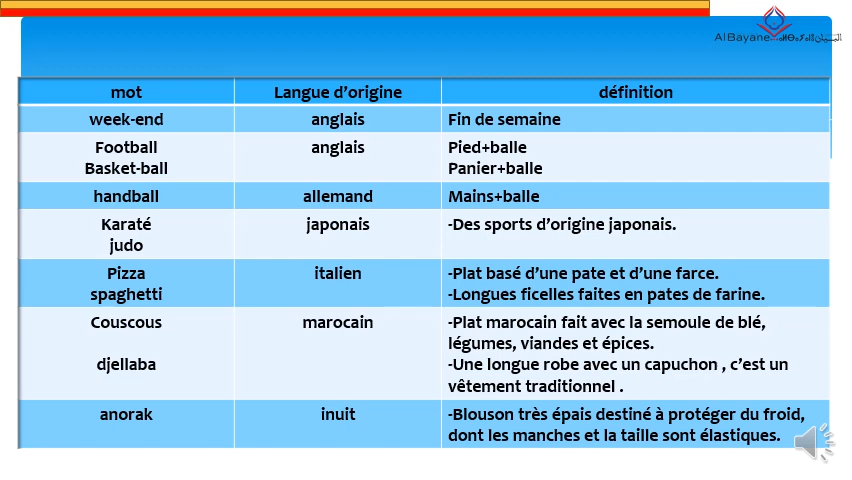 AlBayane
mot
Langue d’origine
définition
week-end
anglais
Fin de semaine
Football
Basket-ball
anglais
Pied+balle
Panier+balle
handball
allemand
Mains+balle
Karaté
judo
japonais
-Des sports d’origine japonais.
Pizza
spaghetti
italien
-Plat basé d’une pate et d’une farce.
-Longues ficelles faites en pates de farine.
Couscous
djellaba
marocain
-Plat marocain fait avec la semoule de blé,
légumes, viandes et épices.
-Une longue robe avec un capuchon , c’est un
vêtement traditionnel .
anorak
inuit
-Blouson très épais destiné à protéger du froid,
dont les manches et la taille sont élastiques.